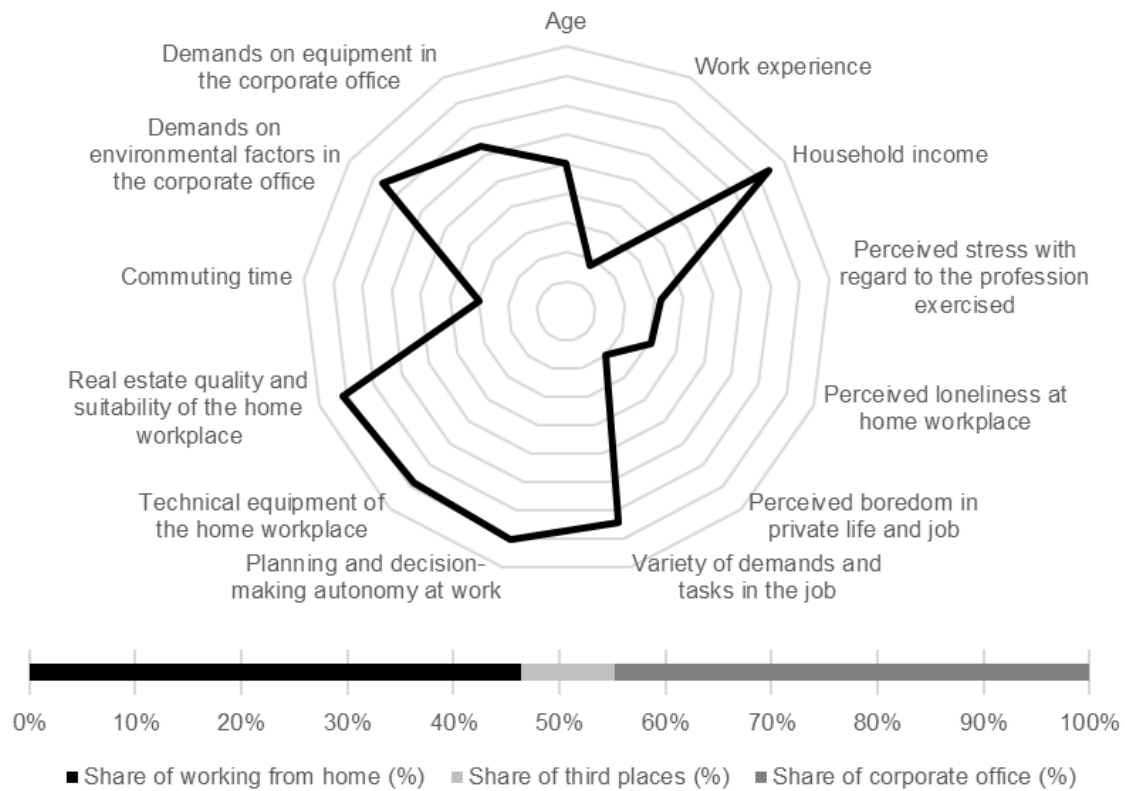 Age
Work experience
Household income
Perceived stress with
regard to the profession
exercised
Perceived loneliness at
home workplace
Perceived boredom in
private life and job
Variety of demands and
tasks in the job
Planning and decision-
making autonomy at work
Technical equipment of
the home workplace
Real estate quality and
suitability of the home
workplace
Commuting time
Demands on
environmental factors in
the corporate office
Demands on equipment in
the corporate office
0% 10% 20% 30% 40% 50% 60% 70% 80% 90% 100%
Share of working from home (%) Share of third places (%) Share of corporate office (%)